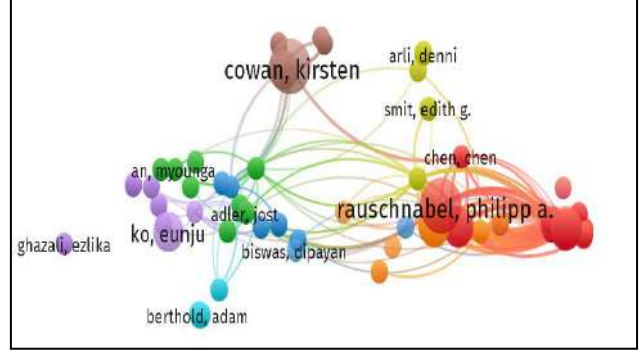 cowan, kirsten
arli, denni
smit, edith g.
chen, chen
an, myounga
adler, jost
rauschnabel, philipp a.
ko, eunju
ghazali, ezlika
biswas, dipayan
berthold, adam